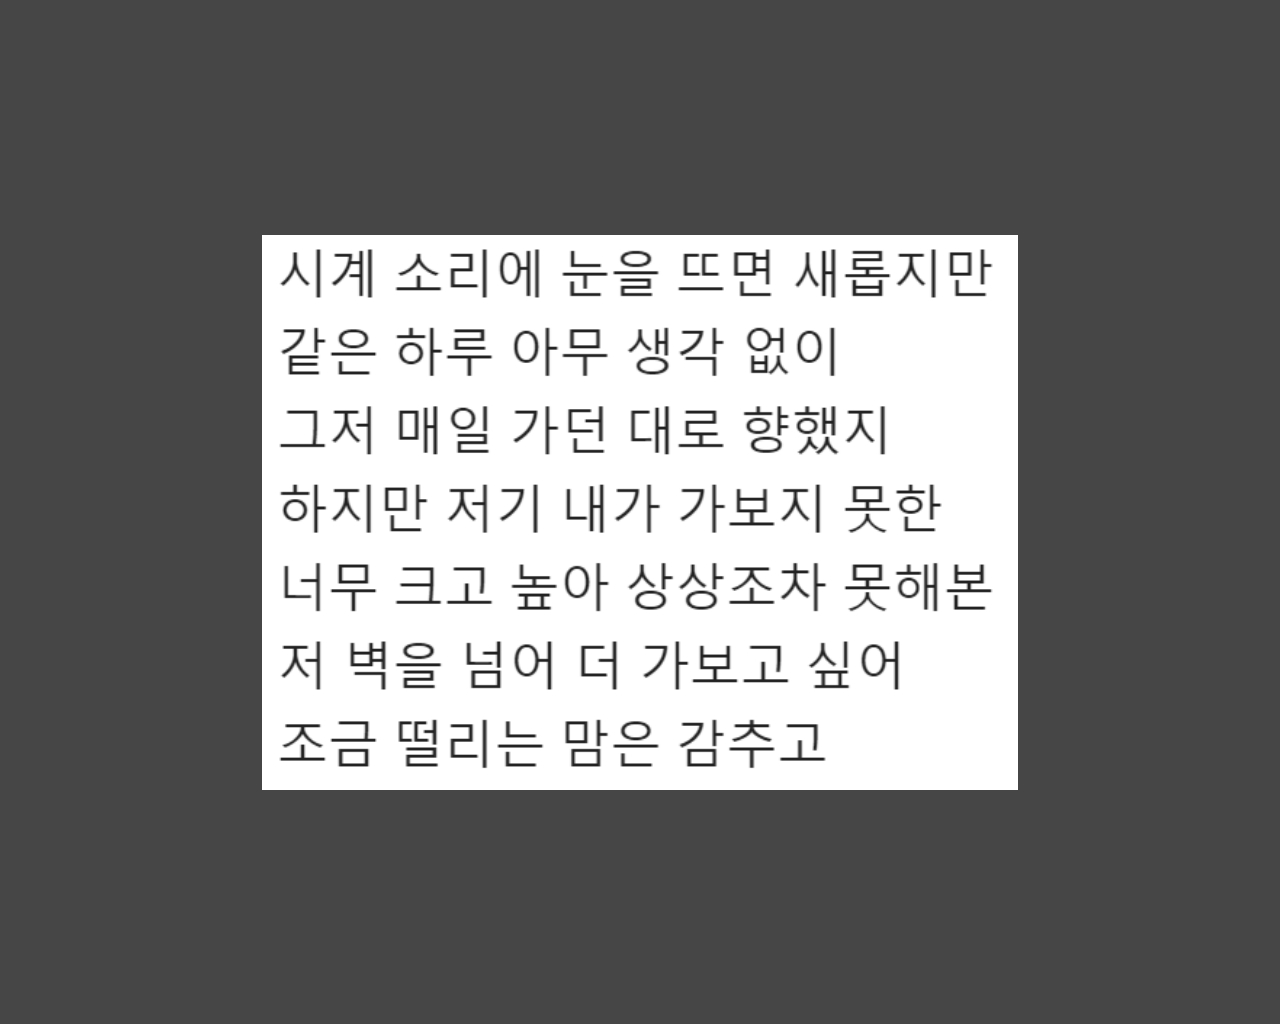 시계 소리에 눈을 뜨면 새롭지만
같은 하루 아무 생각 없이
그저 매일 가던 대로 향했지
하지만 저기 내가 가보지 못한
너무 크고 높아 상상조차 못해본
저 벽을 넘어 더 가보고 싶어
조금 떨리는 맘은 감추고